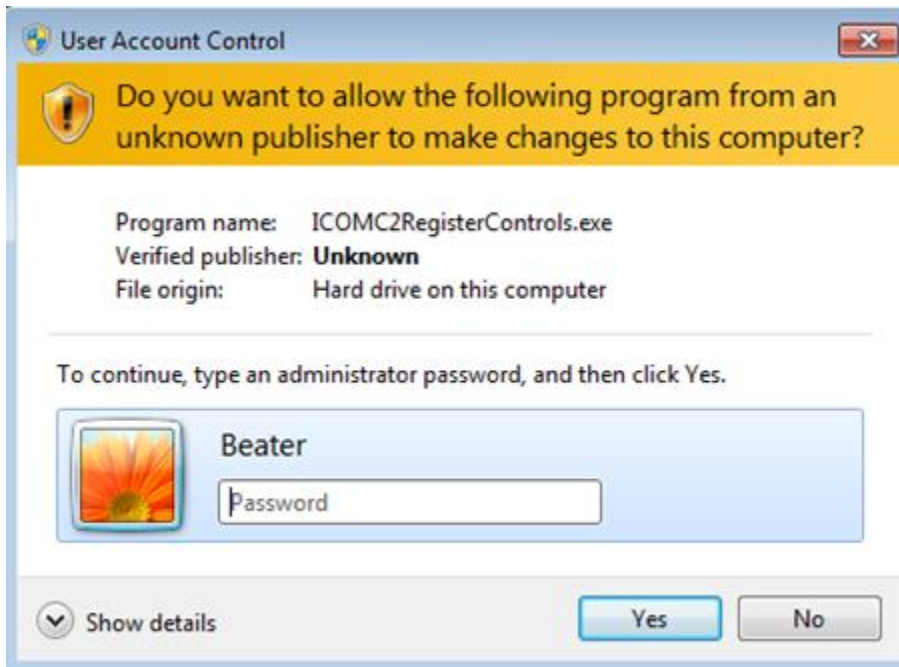 User Account Control
Do you want to allow the following program from an
unknown publisher to make changes to this computer?
Program name: ICOMC2RegisterControls.exe
Verified publisher: Unknown
File origin: Hard drive on this computer
To continue, type an administrator password, and then click Yes.
Beater
Password
Show details
Yes
No